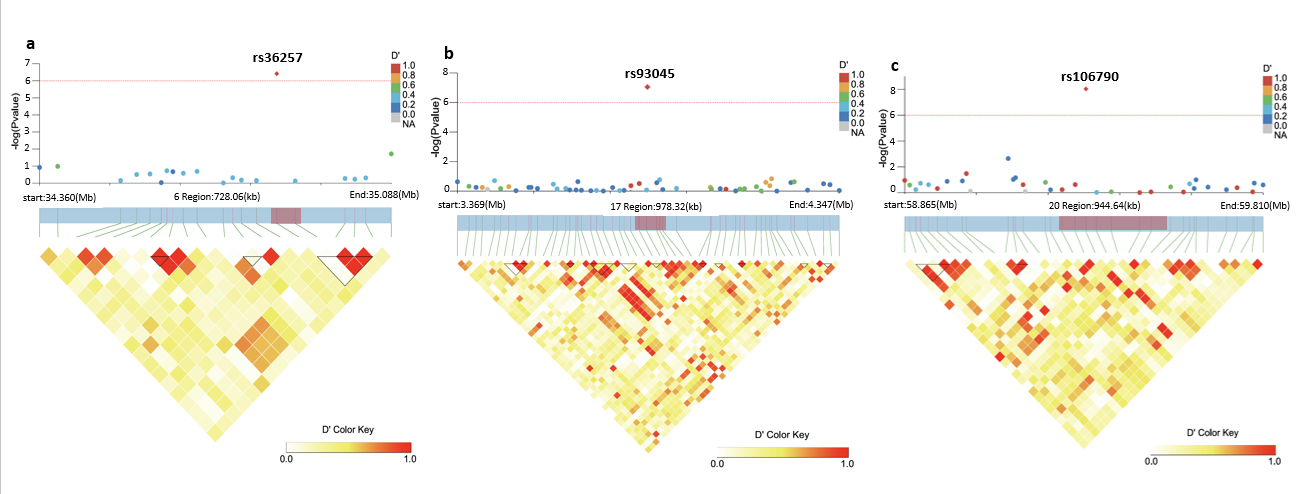 a
rs36257
-log(Pvalue)
7
6
5
4
3
2
1
0
D'
1.0
0.8
0.6
0.4
0.2
0.0
NA
start:34.360(Mb)
6 Region:728.06(kb)
End:35.088(Mb)
D' Color Key
0.0
1.0
b
rs93045
-log(Pvalue)
8
6
4
2
0
D'
1.0
0.8
0.6
0.4
0.2
0.0
NA
start:3.369(Mb)
17 Region:978.32(kb)
End:4.347(Mb)
D' Color Key
0.0
1.0
c
rs106790
-log(Pvalue)
8
6
4
2
0
D'
1.0
0.8
0.6
0.4
0.2
0.0
NA
start:58.865(Mb)
20 Region:944.64(kb)
End:59.810(Mb)
D' Color Key
0.0
1.0